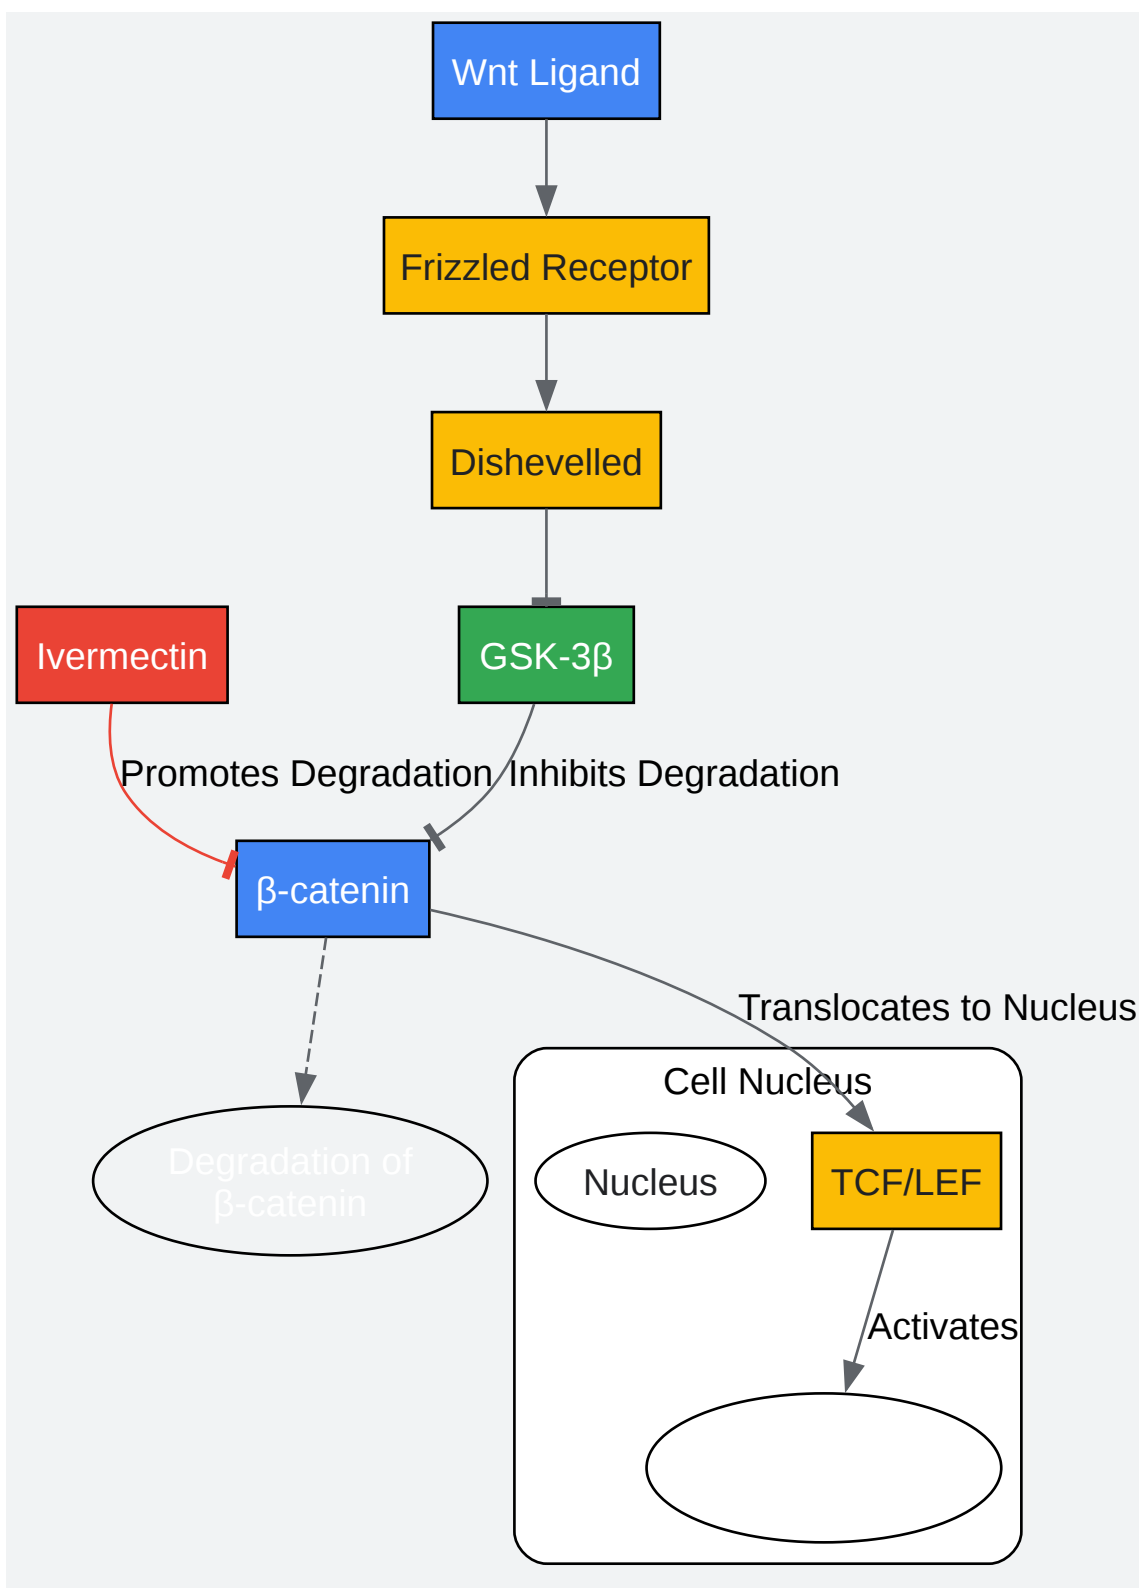 Wnt Ligand
Frizzled Receptor
Dishevelled
Ivermectin
GSK-3β
Promotes Degradation
Inhibits Degradation
β-catenin
Translocates to Nucleus
Cell Nucleus
Degradation of
β-catenin
Nucleus
TCF/LEF
Activates